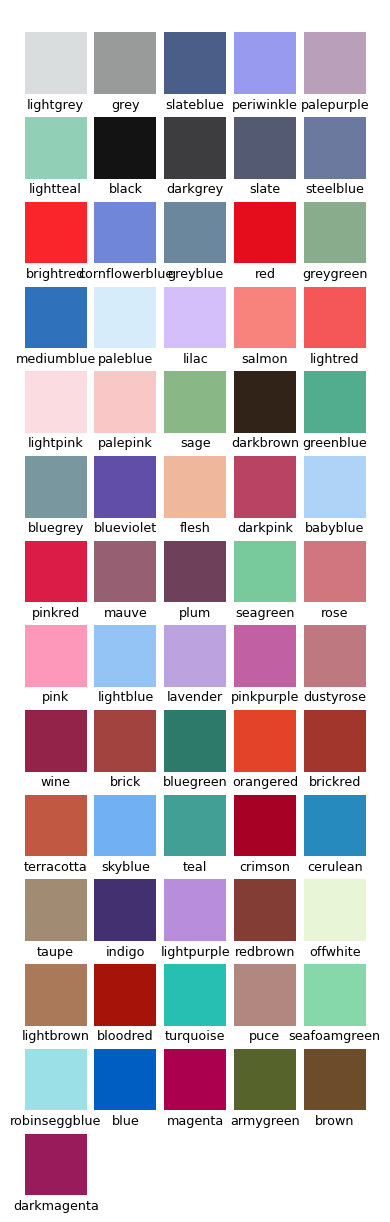 lightgrey grey slateblue periwinkle palepurple
lightteal black darkgrey slate steelblue
brightred cornflowerblue greyblue red greygreen
mediumblue paleblue lilac salmon lightred
lightpink palepink sage darkbrown greenblue
bluegrey blueviolet flesh darkpink babyblue
pinkred mauve plum seagreen rose
pink lightblue lavender pinkpurple dustyrose
wine brick bluegreen orangered brickred
terracotta skyblue teal crimson cerulean
taupe indigo lightpurple redbrown offwhite
lightbrown bloodred turquoise puce seafoamgreen
robinseggblue blue magenta armygreen brown
darkmagenta